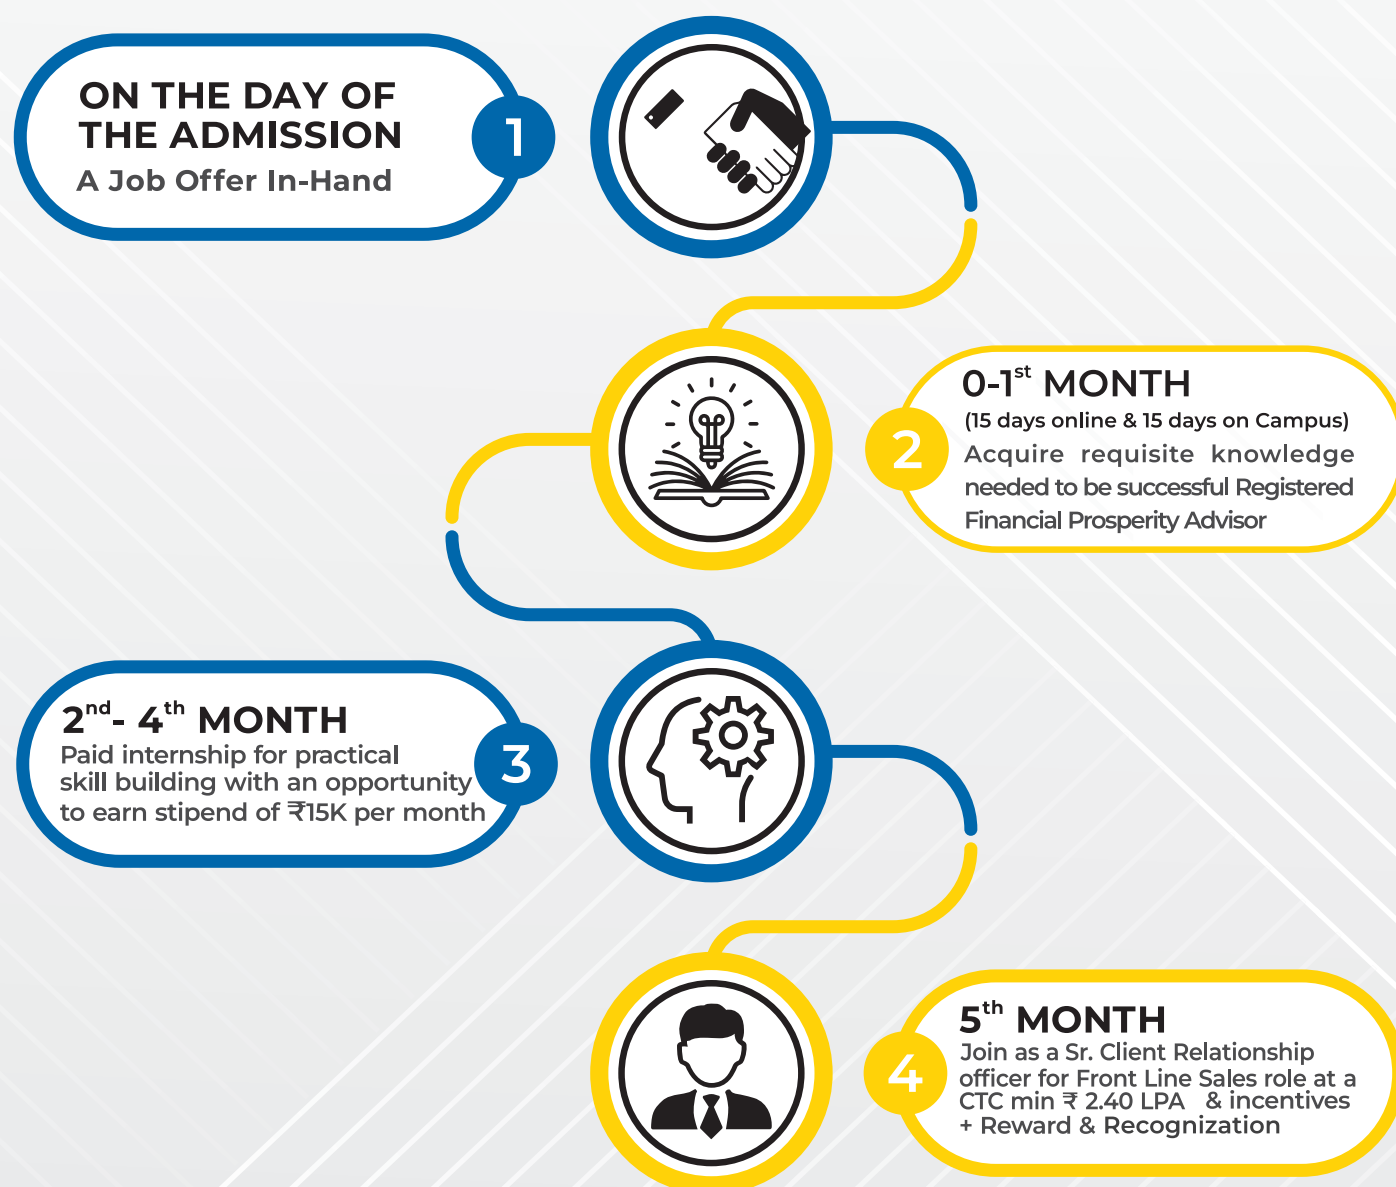 ON THE DAY OF
THE ADMISSION
A Job Offer In-Hand
1
0-1st MONTH
(15 days online & 15 days on Campus)
Acquire requisite knowledge
needed to be successful Registered
Financial Prosperity Advisor
2
2nd- 4th MONTH
Paid internship for practical
skill building with an opportunity
to earn stipend of ₹15K per month
3
5th MONTH
Join as a Sr. Client Relationship
officer for Front Line Sales role at a
CTC min ₹ 2.40 LPA & incentives
+ Reward & Recognization
4